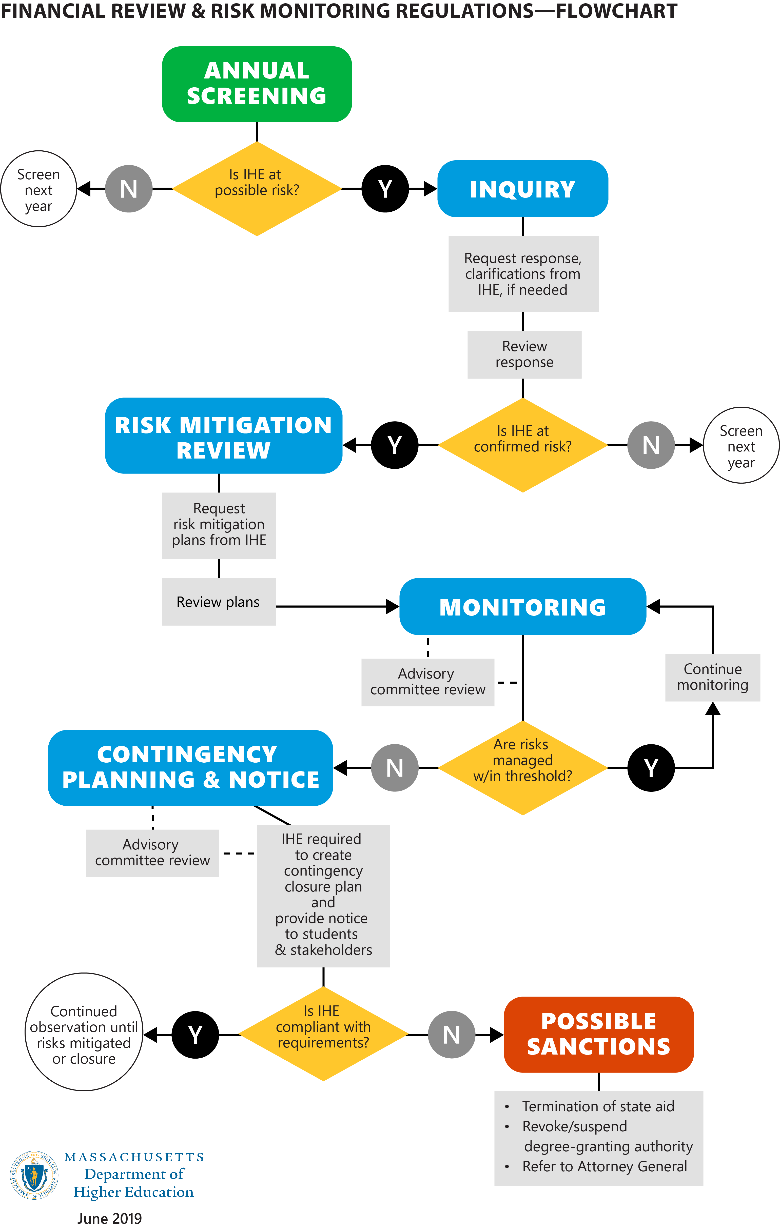 FINANCIAL REVIEW & RISK MONITORING REGULATIONS—FLOWCHART
ANNUAL
SCREENING
Screen
next
year
N
Is IHE at
possible risk?
Y
INQUIRY
Request response,
clarifications from
IHE, if needed
Review
response
RISK MITIGATION
REVIEW
Y
Is IHE at
confirmed risk?
N
Screen
next
year
Request
risk mitigation
plans from IHE
Review plans
MONITORING
Advisory
committee review
Continue
monitoring
CONTINGENCY
PLANNING & NOTICE
N
Are risks
managed
w/in threshold?
Y
Advisory
committee review
IHE required
to create
contingency
closure plan
and
provide notice
to students
& stakeholders
Continued
observation until
risks mitigated
or closure
Y
Is IHE
compliant with
requirements?
N
POSSIBLE
SANCTIONS
• Termination of state aid
• Revoke/suspend
degree-granting authority
• Refer to Attorney General
MASSACHUSETTS
Department of
Higher Education
June 2019